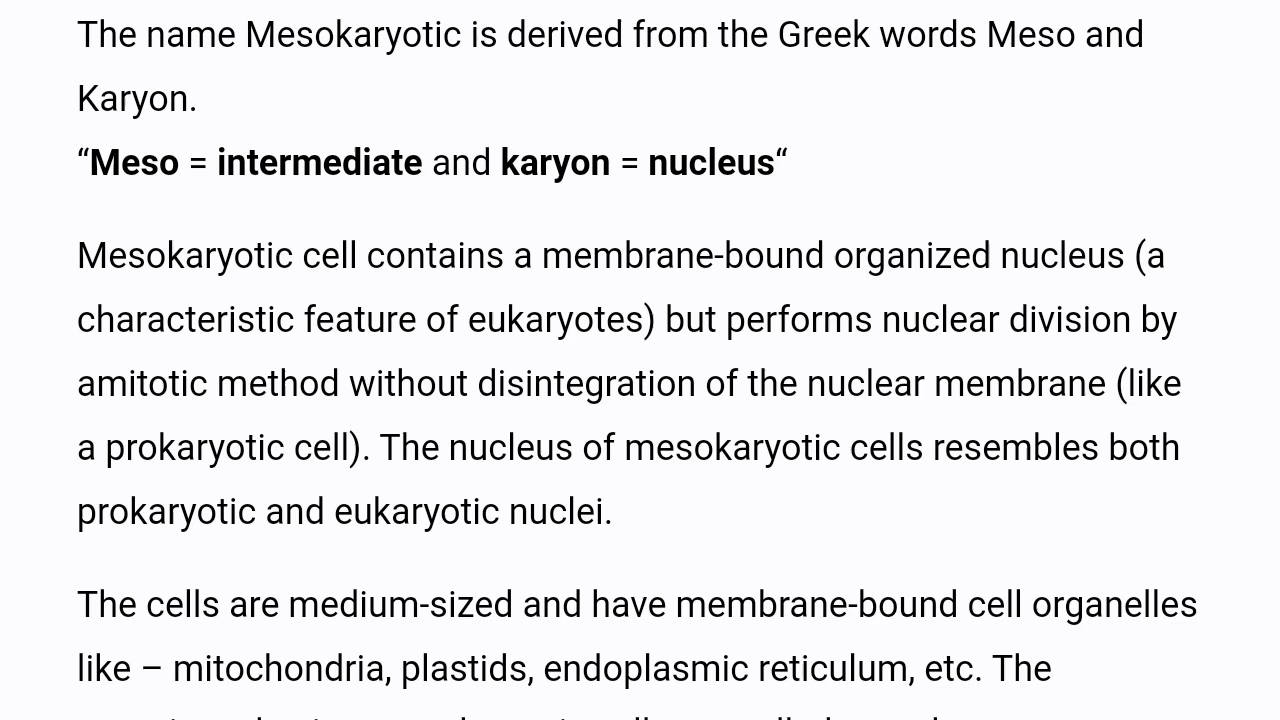 The name Mesokaryotic is derived from the Greek words Meso and
Karyon.
“Meso = intermediate and karyon = nucleus“
Mesokaryotic cell contains a membrane-bound organized nucleus (a
characteristic feature of eukaryotes) but performs nuclear division by
amitotic method without disintegration of the nuclear membrane (like
a prokaryotic cell). The nucleus of mesokaryotic cells resembles both
prokaryotic and eukaryotic nuclei.
The cells are medium-sized and have membrane-bound cell organelles
like – mitochondria, plastids, endoplasmic reticulum, etc. The